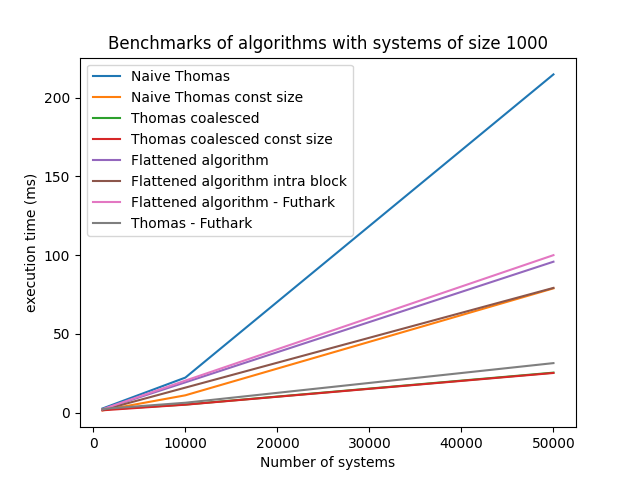 Benchmarks of algorithms with systems of size 1000
Naive Thomas
Naive Thomas const size
Thomas coalesced
Thomas coalesced const size
Flattened algorithm
Flattened algorithm intra block
Flattened algorithm - Futhark
Thomas - Futhark
execution time (ms)
200
150
100
50
0
0 10000 20000 30000 40000 50000
Number of systems